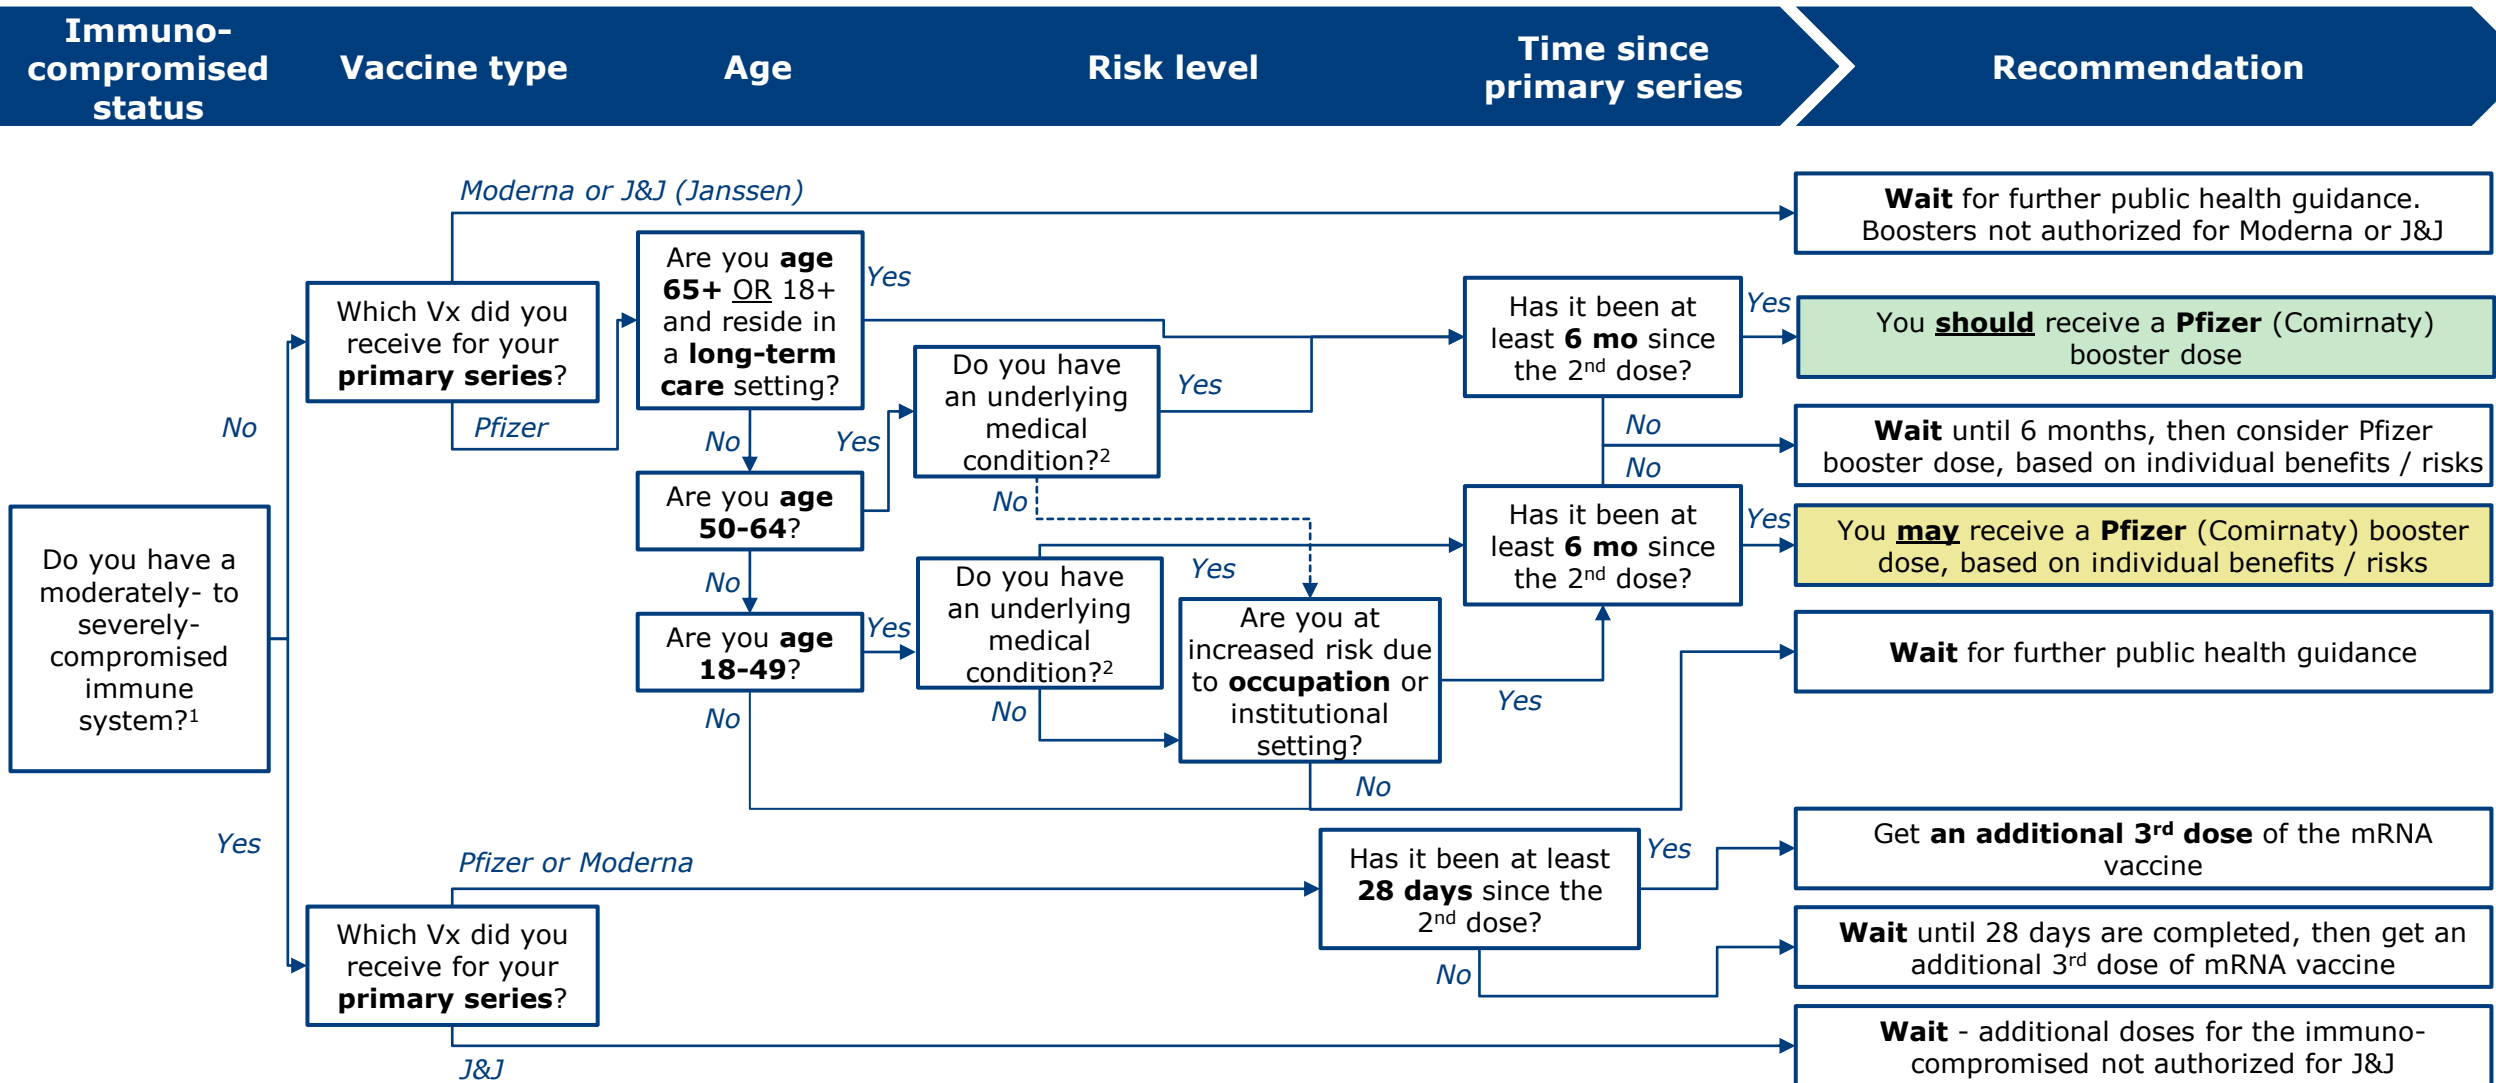 Immuno-
compromised
status
Vaccine type
Age
Risk level
Time since
primary series
Recommendation
Moderna or J&J (Janssen)
Wait for further public health guidance.
Boosters not authorized for Moderna or J&J
Which Vx did you
receive for your
primary series?
Pfizer
Are you age
65+ OR 18+
and reside in
a long-term
care setting?
Yes
No
Has it been at
least 6 mo since
the 2nd dose?
Yes
You should receive a Pfizer (Comirnaty)
booster dose
Do you have
an underlying
medical
condition?2
Yes
No
No
Wait until 6 months, then consider Pfizer
booster dose, based on individual benefits / risks
No
Are you age
50-64?
Yes
No
Has it been at
least 6 mo since
the 2nd dose?
Yes
You may receive a Pfizer (Comirnaty) booster
dose, based on individual benefits / risks
No
Do you have a
moderately- to
severely-
compromised
immune
system?1
Yes
Are you age
18-49?
Yes
No
Do you have
an underlying
medical
condition?2
Yes
No
Are you at
increased risk due
to occupation or
institutional
setting?
Yes
No
Wait for further public health guidance
Pfizer or Moderna
Which Vx did you
receive for your
primary series?
J&J
Has it been at least
28 days since the
2nd dose?
Yes
No
Get an additional 3rd dose of the mRNA
vaccine
Wait until 28 days are completed, then get an
additional 3rd dose of mRNA vaccine
Wait - additional doses for the immuno-
compromised not authorized for J&J